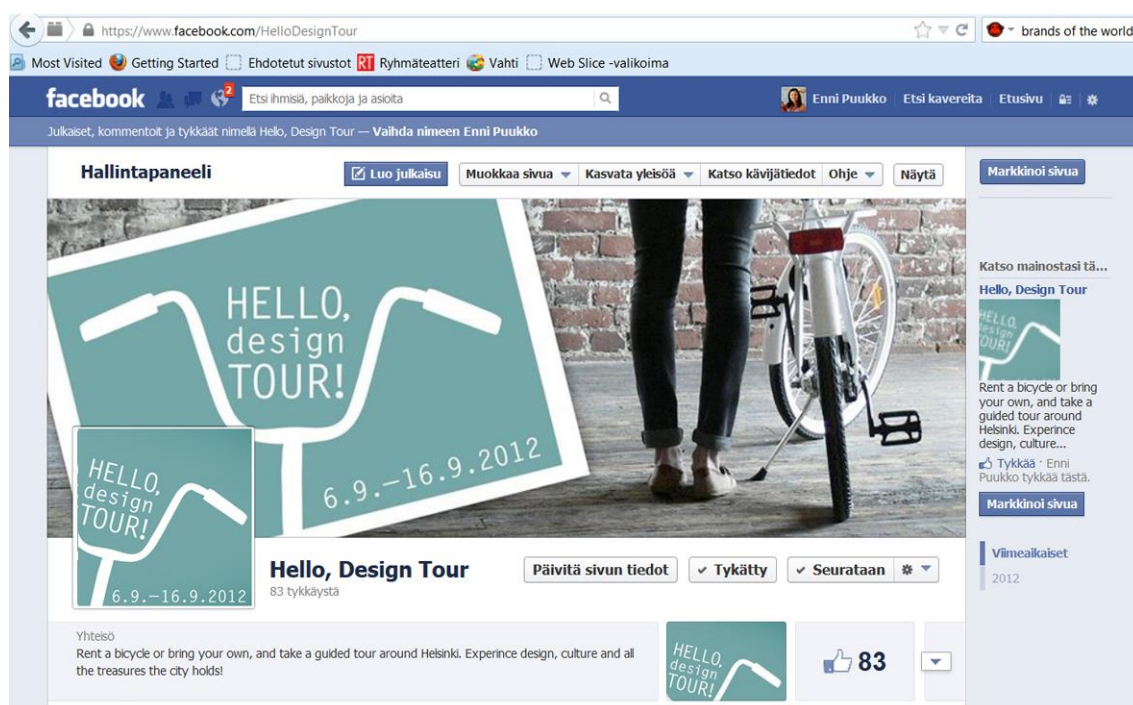 https://www.facebook.com/HelloDesignTour
brands of the world
Most Visited Getting Started Ehdotetut sivustot RT Ryhmäteatteri Vahti Web Slice -valikoima
facebook 2 Etsi ihmisiä, paikkoja ja asioita Enni Puukko Etsi kavereita Etusivu
Julkaiset, kommentoit ja tykkäät nimellä Hello, Design Tour — Vaihda nimeen Enni Puukko
Hallintapaneeli Luo julkaisu Muokkaa sivua Kasvata yleisöä Katso kävijätiedot Ohje Näytä
HELLO,
design
TOUR!
6.9.–16.9.2012
HELLO,
design
TOUR!
6.9.–16.9.2012
Hello, Design Tour
83 tykkäystä
Päivitä sivun tiedot Tykätty Seurataan
Yhteisö
Rent a bicycle or bring your own, and take a guided tour around Helsinki. Experince design, culture and all
the treasures the city holds!
HELLO,
design
TOUR!
83
Markkinoi sivua
Katso mainostasi tä...
Hello, Design Tour
HELLO,
design
OUR!
Rent a bicycle or bring
your own, and take a
guided tour around
Helsinki. Experince
design, culture...
Tykkää · Enni
Puukko tykkää tästä.
Markkinoi sivua
Viimeaikaiset
2012